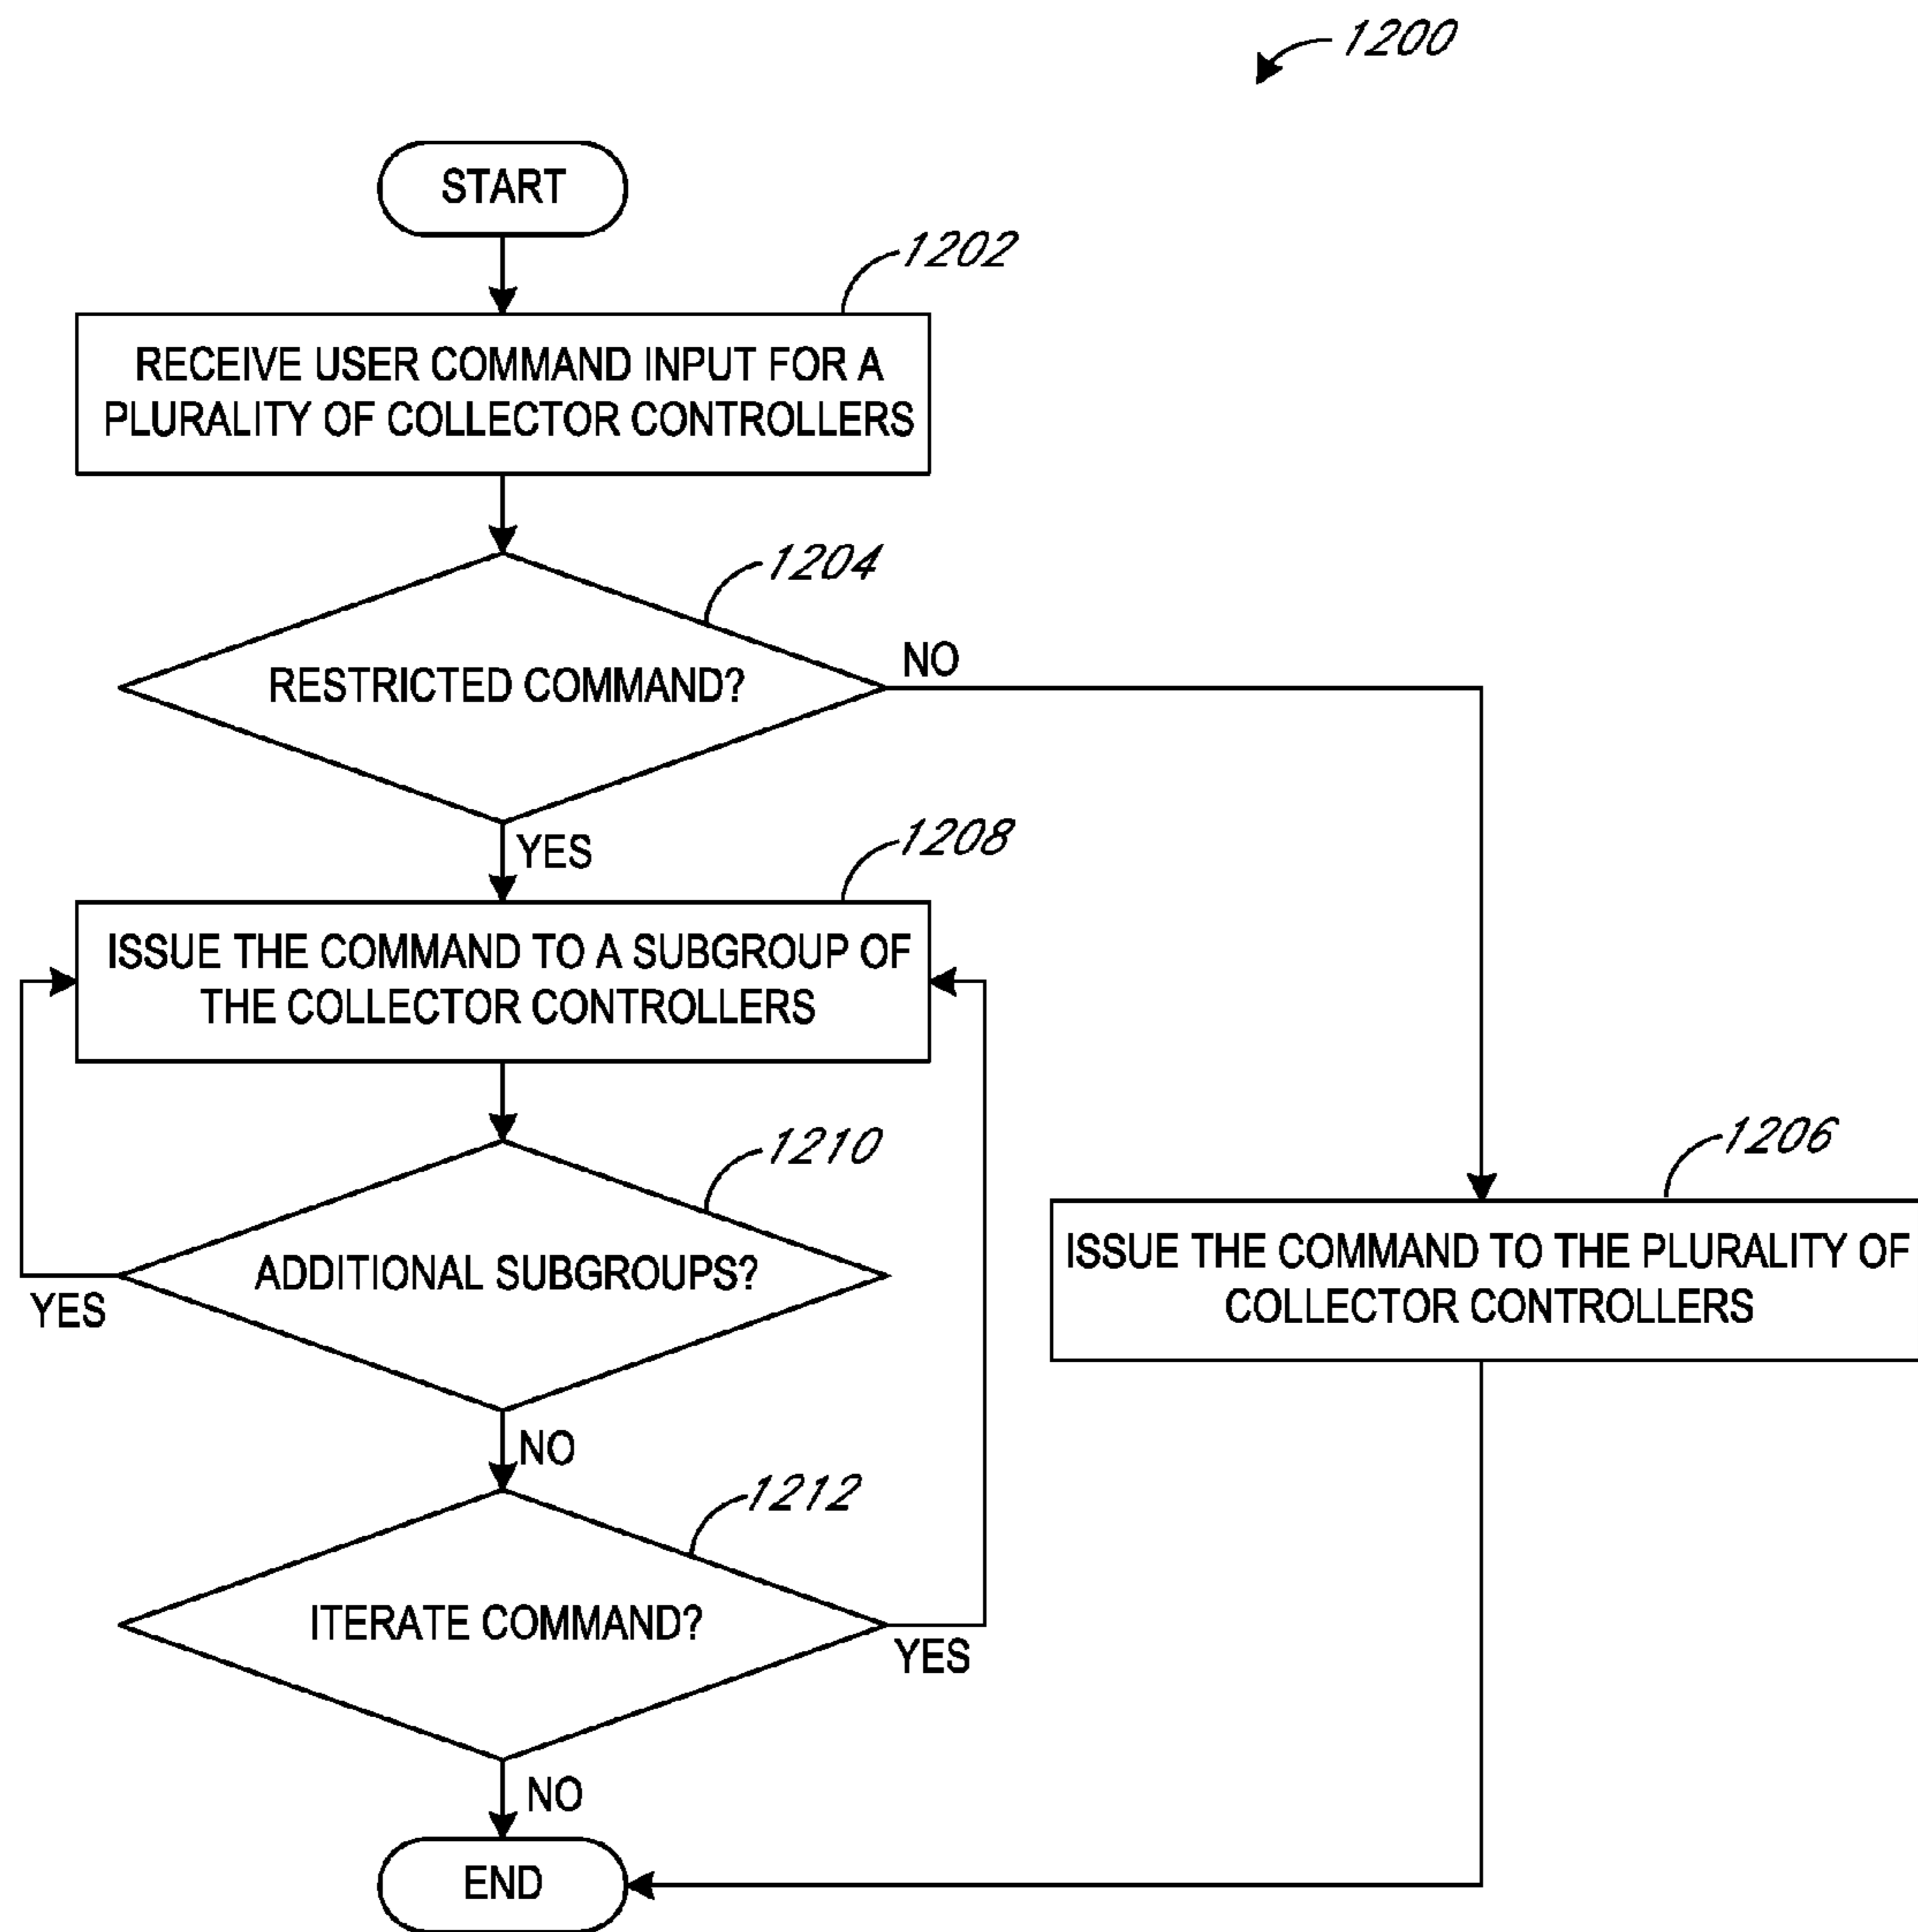 1200
START
1202
RECEIVE USER COMMAND INPUT FOR A
PLURALITY OF COLLECTOR CONTROLLERS
1204
RESTRICTED COMMAND?
NO
YES
1208
ISSUE THE COMMAND TO A SUBGROUP OF
THE COLLECTOR CONTROLLERS
1210
ADDITIONAL SUBGROUPS?
YES
NO
1206
ISSUE THE COMMAND TO THE PLURALITY OF
COLLECTOR CONTROLLERS
1212
ITERATE COMMAND?
YES
NO
END